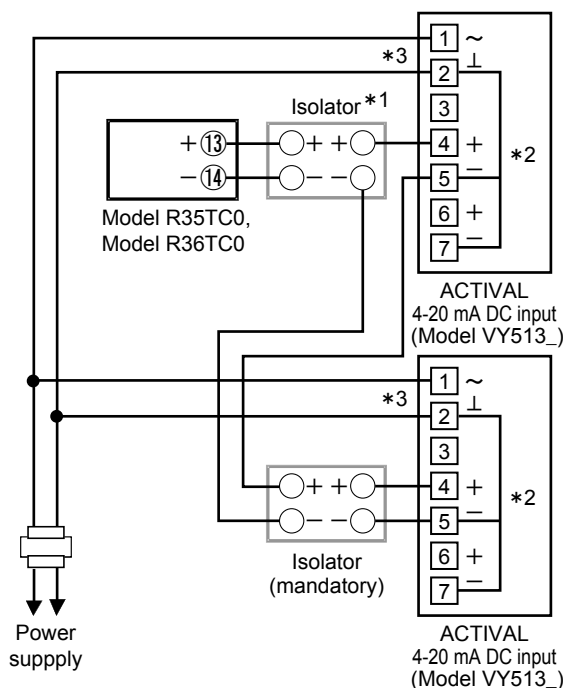 1 ~
*3
2 ⊥
3
Isolator *1
+ ⑬ + + 4 +
*2
− ⑭ − − 5 −
6 +
7 −
Model R35TC0,
Model R36TC0
ACTIVAL
4-20 mA DC input
(Model VY513_)
1 ~
*3
2 ⊥
3
+ + 4 +
*2
− − 5 −
6 +
7 −
Isolator
(mandatory)
Power
suppply
ACTIVAL
4-20 mA DC input
(Model VY513_)